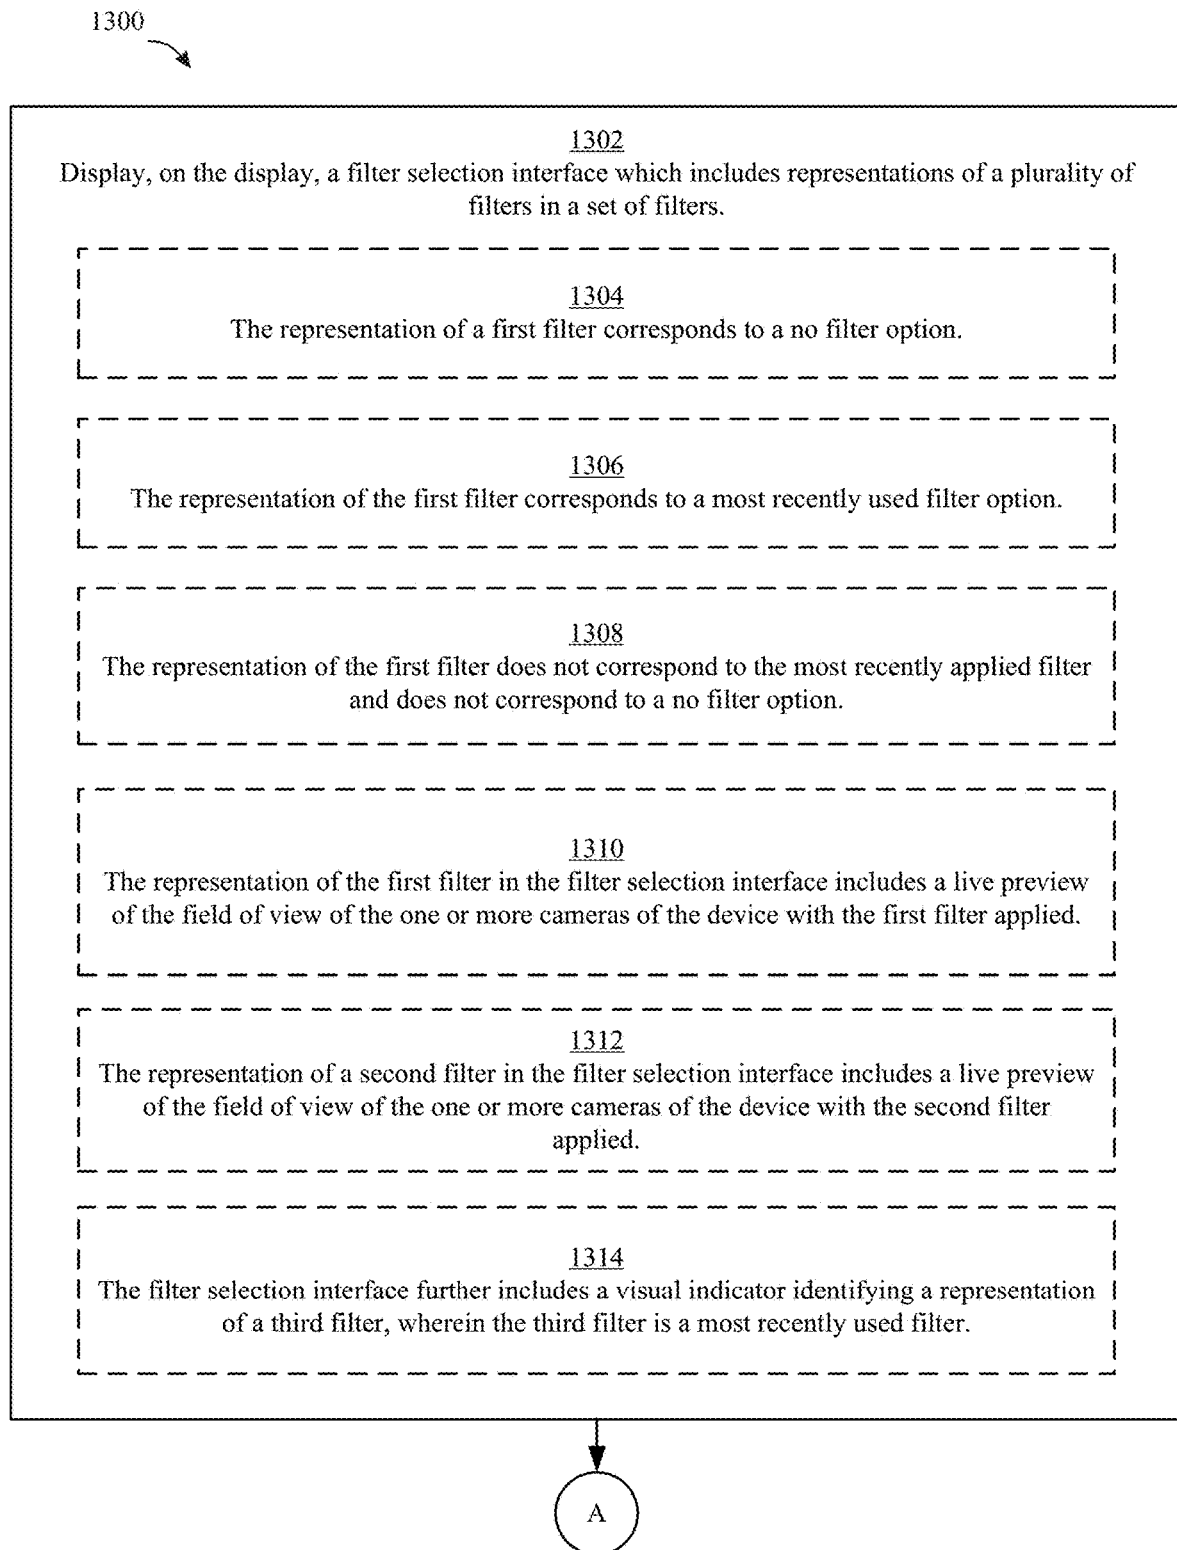 1300
1302
Display, on the display, a filter selection interface which includes representations of a plurality of
filters in a set of filters.
1304
The representation of a first filter corresponds to a no filter option.
1306
The representation of the first filter corresponds to a most recently used filter option.
1308
The representation of the first filter does not correspond to the most recently applied filter
and does not correspond to a no filter option.
1310
The representation of the first filter in the filter selection interface includes a live preview
of the field of view of the one or more cameras of the device with the first filter applied.
1312
The representation of a second filter in the filter selection interface includes a live preview
of the field of view of the one or more cameras of the device with the second filter
applied.
1314
The filter selection interface further includes a visual indicator identifying a representation
of a third filter, wherein the third filter is a most recently used filter.
A